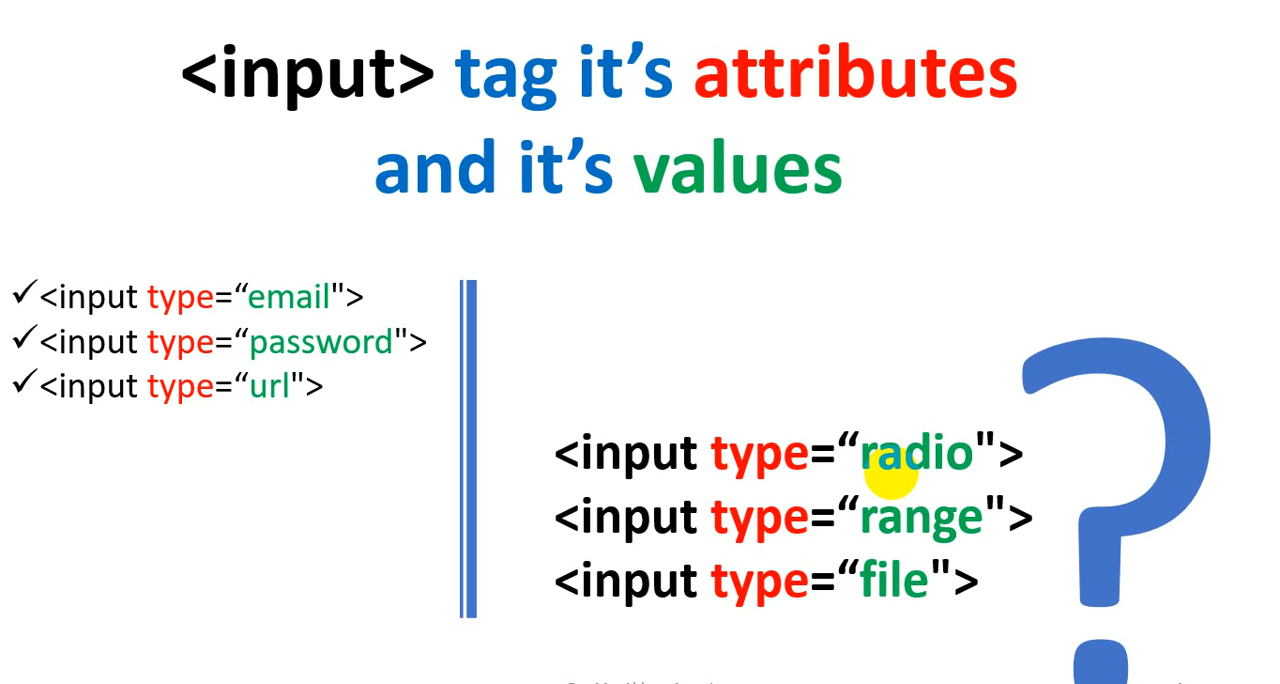 <input> tag it’s attributes
and it’s values
✓<input type=“email">
✓<input type=“password">
✓<input type=“url">
<input type=“radio">
<input type=“range">
<input type=“file">
?